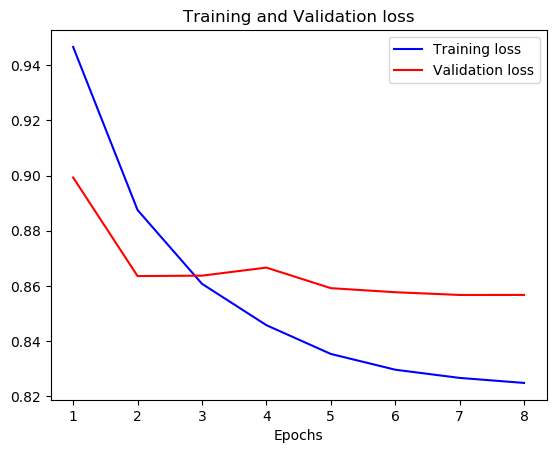 Training and Validation loss
Training loss
Validation loss
0.94
0.92
0.90
0.88
0.86
0.84
0.82
1 2 3 4 5 6 7 8
Epochs